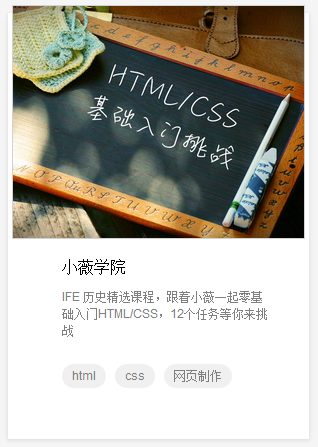 HTML/CSS
基础入门挑战
小薇学院
IFE 历史精选课程，跟着小薇一起零基
础入门HTML/CSS，12个任务等你来挑
战
html css 网页制作